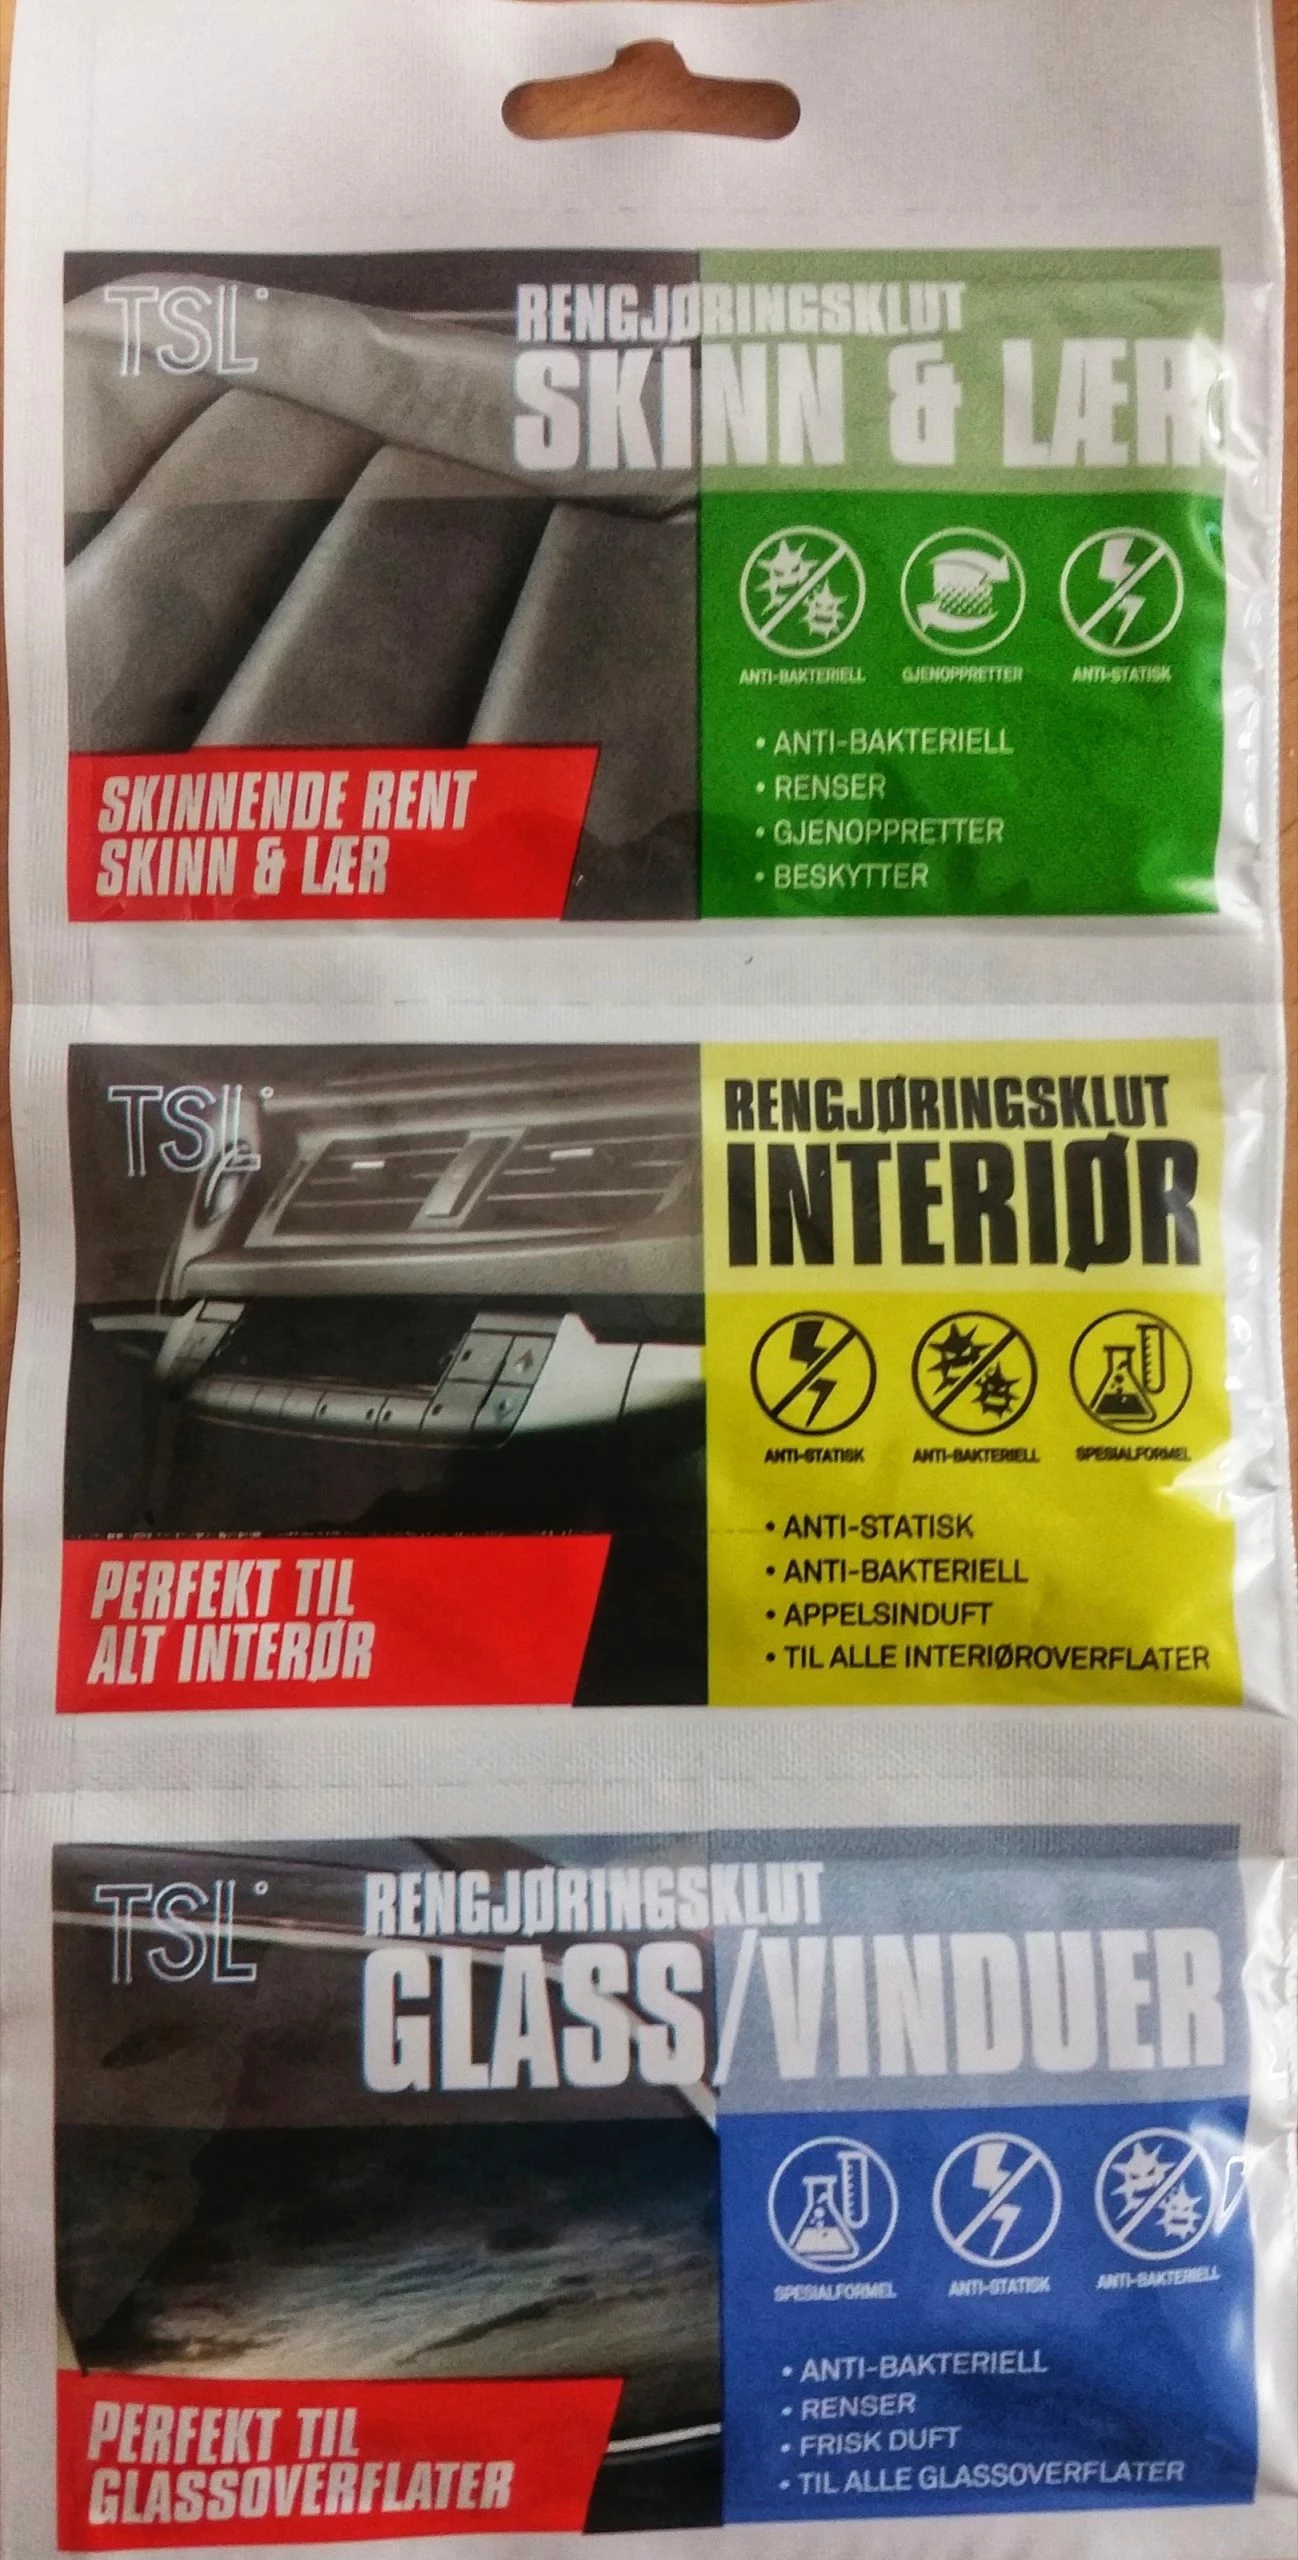 TSL°
RENGJØRINGSKLUT
SKINN & LÆR
ANTI-BAKTERIELL GJENOPPRETTER ANTI-STATISK
• ANTI-BAKTERIELL
• RENSER
• GJENOPPRETTER
• BESKYTTER
SKINNENDE RENT
SKINN & LÆR
TSL°
RENGJØRINGSKLUT
INTERIØR
ANTI-STATISK ANTI-BAKTERIELL SPESIALFORMEL
• ANTI-STATISK
• ANTI-BAKTERIELL
• APPELSINDUFT
• TIL ALLE INTERIØROVERFLATER
PERFEKT TIL
ALT INTERØR
TSL°
RENGJØRINGSKLUT
GLASS/VINDUER
SPESIALFORMEL ANTI-STATISK ANTI-BAKTERIELL
• ANTI-BAKTERIELL
• RENSER
• FRISK DUFT
• TIL ALLE GLASSOVERFLATER
PERFEKT TIL
GLASSOVERFLATER